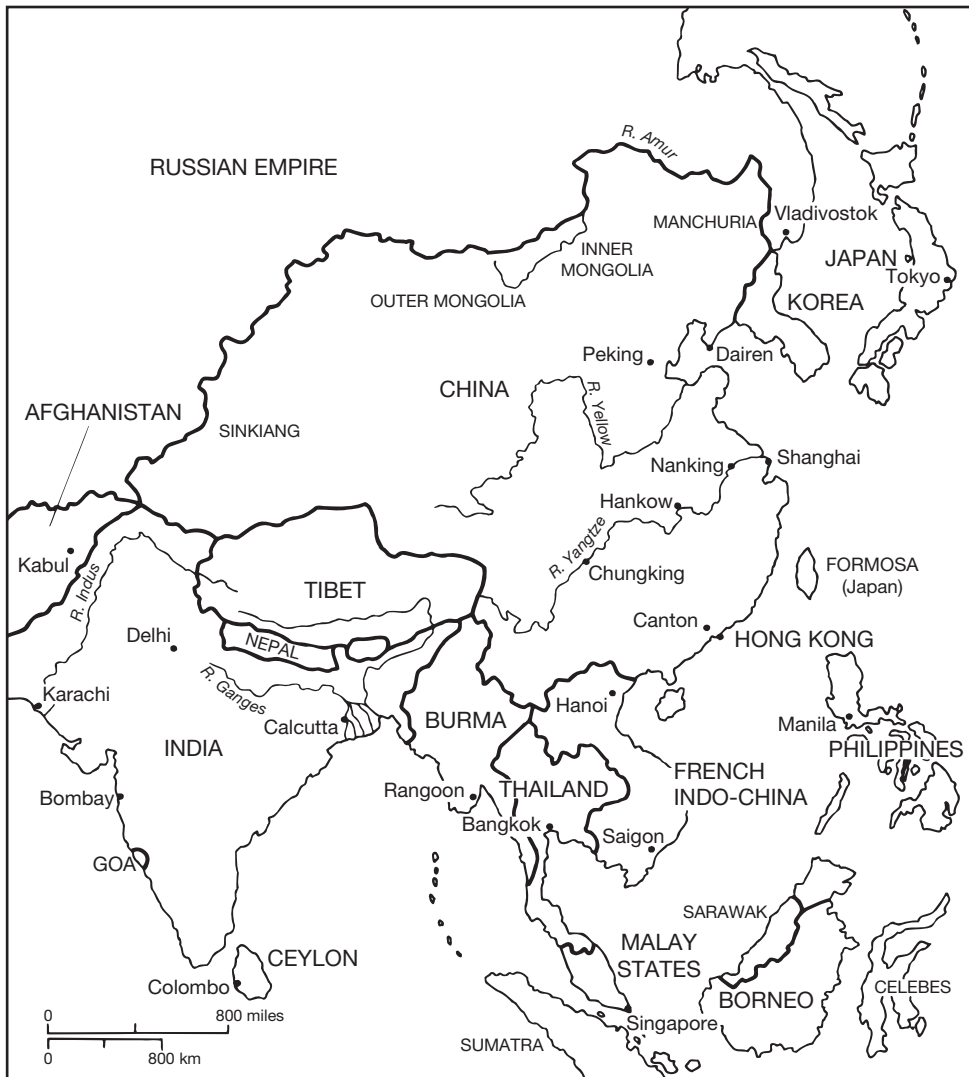 R. Amur
RUSSIAN EMPIRE
MANCHURIA
Vladivostok
INNER
MONGOLIA
JAPAN
Tokyo
OUTER MONGOLIA
KOREA
Peking
Dairen
CHINA
R. Yellow
AFGHANISTAN
SINKIANG
Nanking
Shanghai
Hankow
R. Yangtze
Kabul
R. Indus
TIBET
Chungking
FORMOSA
(Japan)
Canton
HONG KONG
Delhi
NEPAL
R. Ganges
Karachi
Hanoi
Calcutta
BURMA
Manila
INDIA
PHILIPPINES
FRENCH
INDO-CHINA
Bombay
Rangoon
THAILAND
Bangkok
Saigon
GOA
SARAWAK
MALAY
STATES
CEYLON
Colombo
BORNEO
CELEBES
0 800 miles
0 800 km
Singapore
SUMATRA